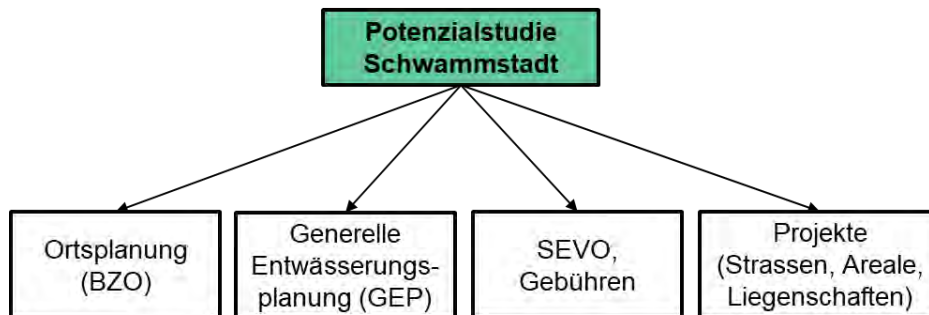 Potenzialstudie
Schwammstadt
Ortsplanung
(BZO)
Generelle
Entwässerungs-
planung (GEP)
SEVO,
Gebühren
Projekte
(Strassen, Areale,
Liegenschaften)